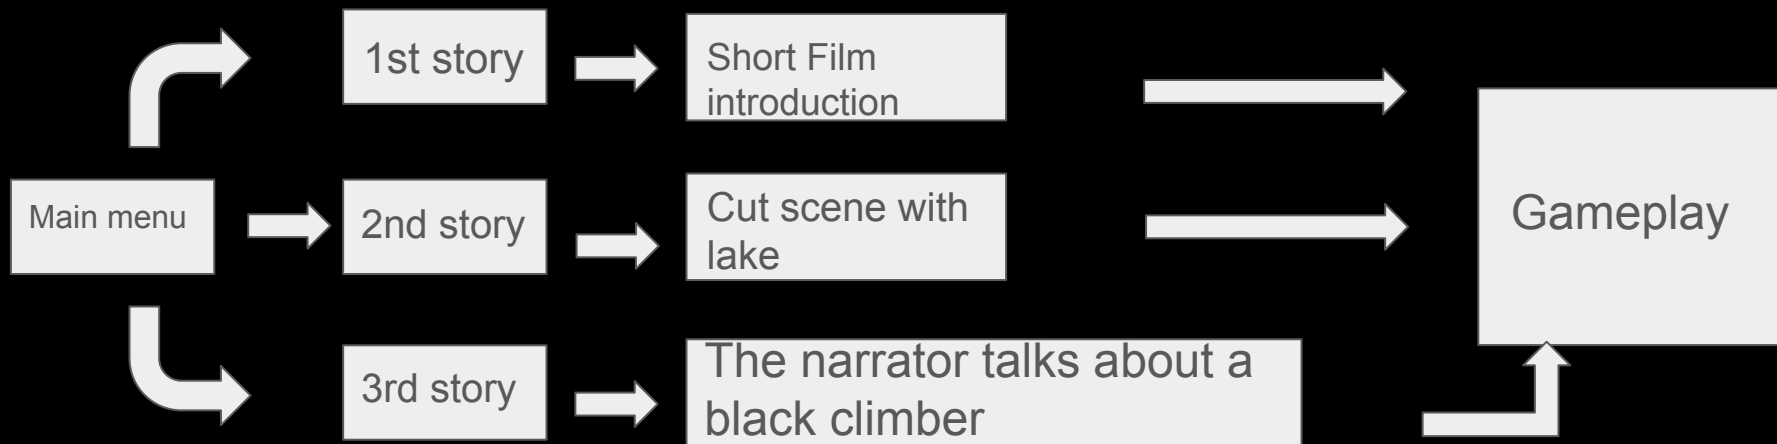 1st story
Short Film
introduction
Main menu
2nd story
Cut scene with
lake
Gameplay
3rd story
The narrator talks about a
black climber